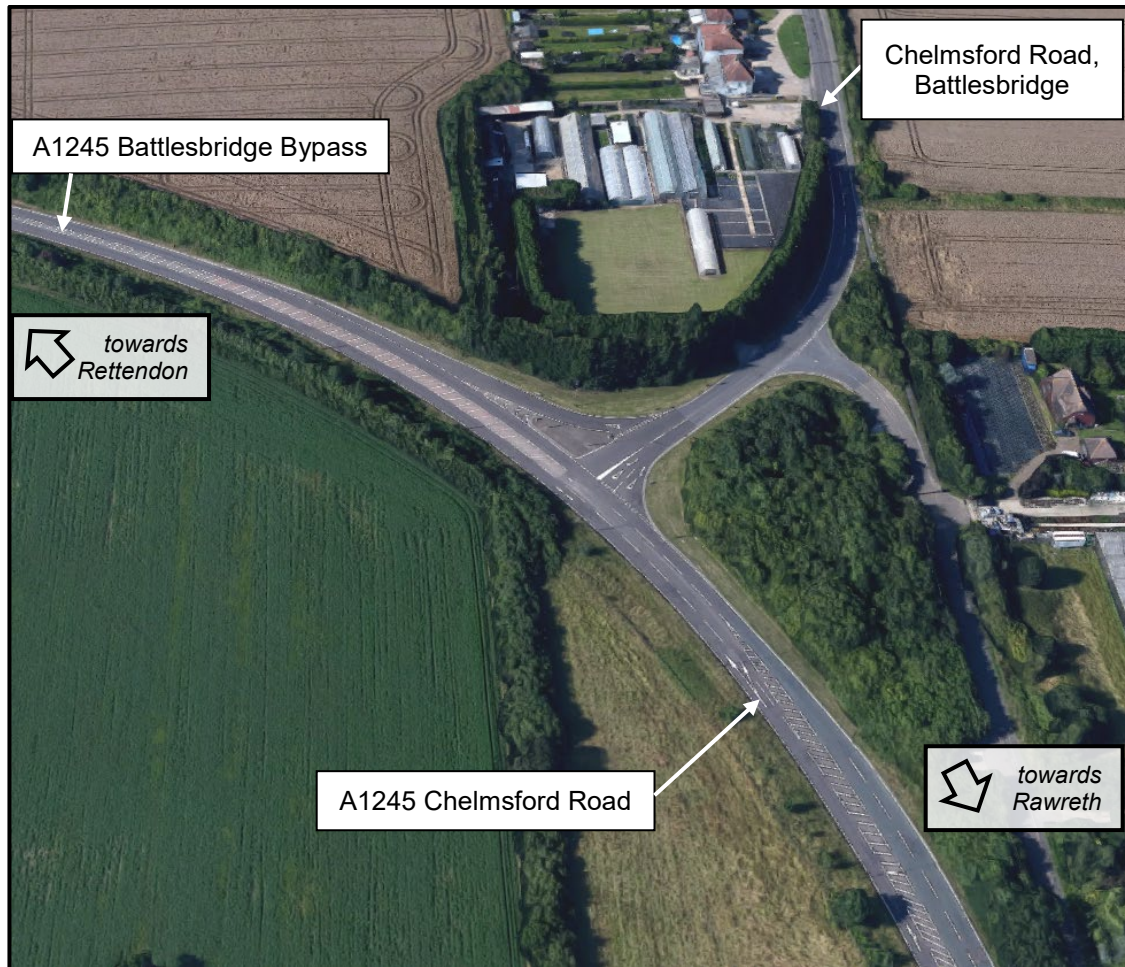 Chelmsford Road,
Battlesbridge
A1245 Battlesbridge Bypass
towards
Rettendon
A1245 Chelmsford Road
towards
Rawreth